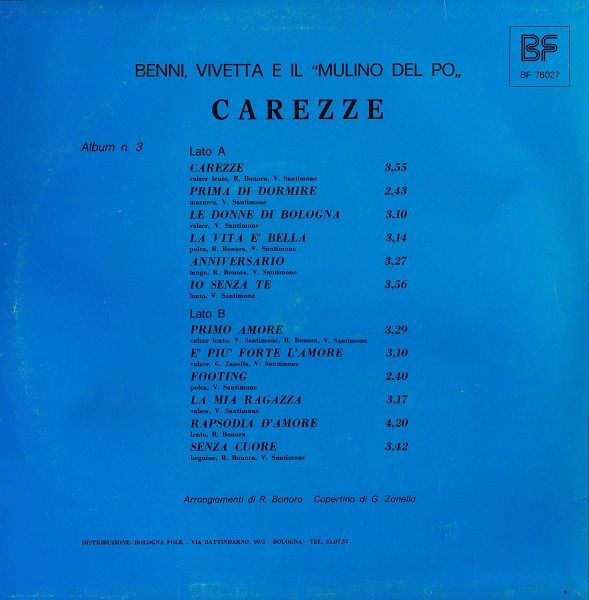 BF
BF 76027
BENNI, VIVETTA E IL "MULINO DEL PO„
CAREZZE
Album n. 3
Lato A
CAREZZE 3,55
valzer lento, R. Bonora, V. Santimone
PRIMA DI DORMIRE 2,43
mazurca, V. Santimone
LE DONNE DI BOLOGNA 3,10
valzer, V. Santimone
LA VITA E' BELLA 3,14
polca, R. Bonora, V. Santimone
ANNIVERSARIO 3,27
tango, R. Bonora, V. Santimone
IO SENZA TE 3,56
lento, V. Santimone
Lato B
PRIMO AMORE 3,29
valzer lento, V. Santimone, R. Bonora, V. Santimone
E' PIU' FORTE L'AMORE 3,10
valzer, G. Zanella, V. Santimone
FOOTING 2,40
polca, V. Santimone
LA MIA RAGAZZA 3,17
valzer, V. Santimone
RAPSODIA D'AMORE 4,20
lento, R. Bonora
SENZA CUORE 3,42
beguine, R. Bonora, V. Santimone
Arrangiamenti di R. Bonora - Copertina di G. Zanella
DISTRIBUZIONE: BOLOGNA FOLK - VIA BATTINDARNO, 99/2 - BOLOGNA - TEL. 51.07.57